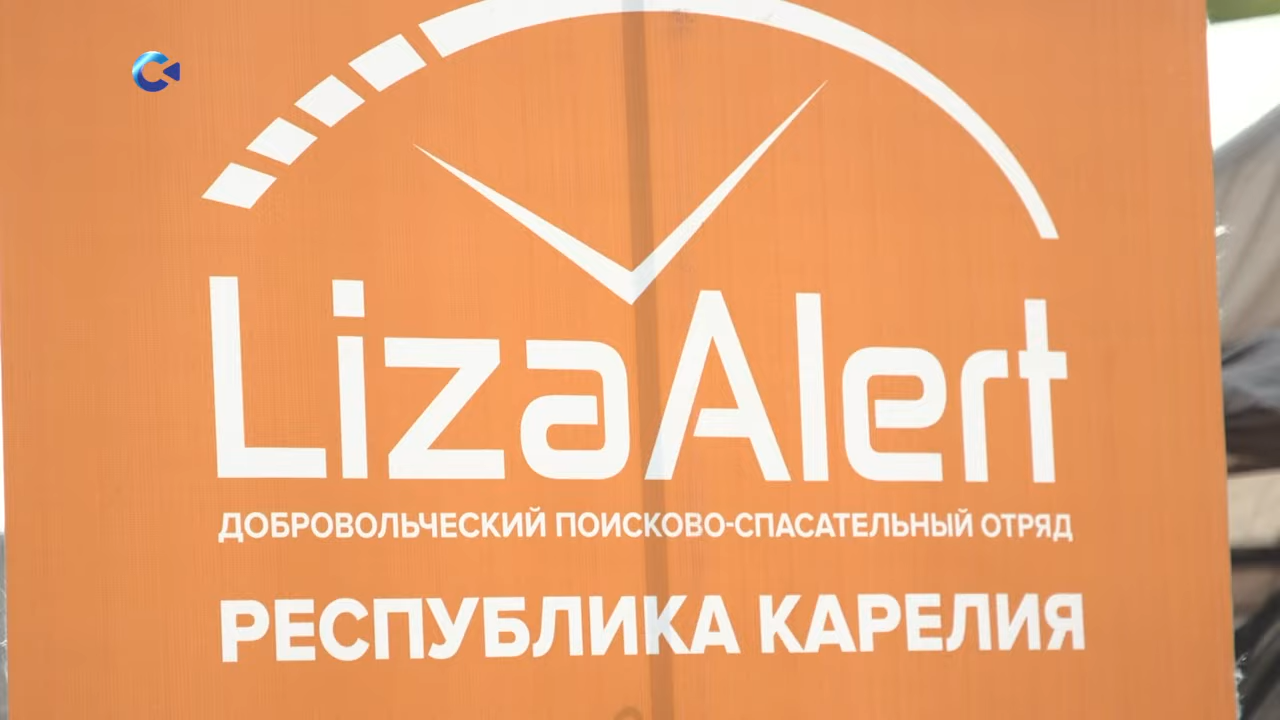 LizaAlert
ДОБРОВОЛЬЧЕСКИЙ ПОИСКОВО-СПАСАТЕЛЬНЫЙ ОТРЯД
РЕСПУБЛИКА КАРЕЛИЯ